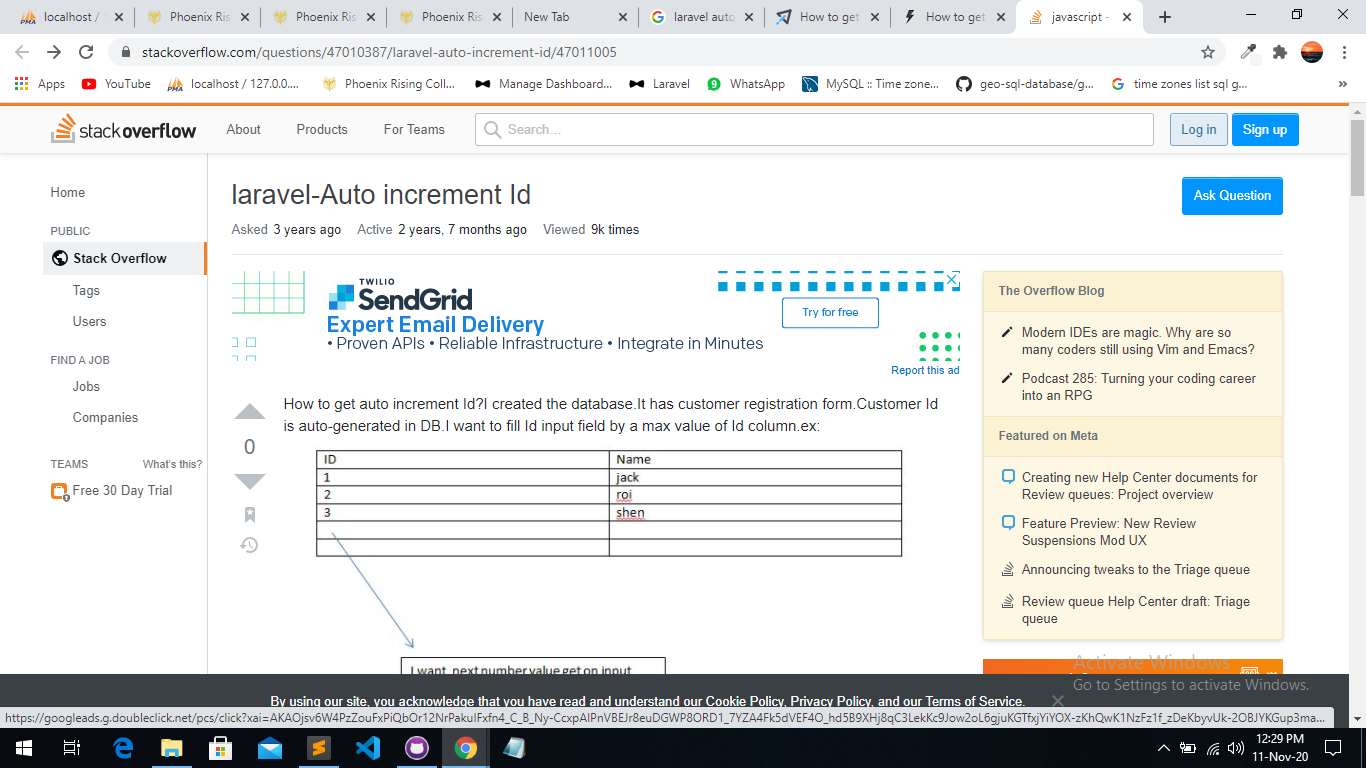 localhost /
Phoenix Ris
Phoenix Ris
Phoenix Ris
New Tab
laravel auto
How to get
How to get
javascript -
stackoverflow.com/questions/47010387/laravel-auto-increment-id/47011005
Apps
YouTube
localhost / 127.0.0....
Phoenix Rising Coll...
Manage Dashboard...
Laravel
WhatsApp
MySQL :: Time zone...
geo-sql-database/g...
time zones list sql g...
stack overflow
About
Products
For Teams
Search...
Log in
Sign up
Home
PUBLIC
Stack Overflow
Tags
Users
FIND A JOB
Jobs
Companies
TEAMS
What's this?
Free 30 Day Trial
laravel-Auto increment Id
Ask Question
Asked 3 years ago
Active 2 years, 7 months ago
Viewed 9k times
TWILIO
SendGrid
Expert Email Delivery
• Proven APIs • Reliable Infrastructure • Integrate in Minutes
Try for free
Report this ad
0
How to get auto increment Id?I created the database.It has customer registration form.Customer Id
is auto-generated in DB.I want to fill Id input field by a max value of Id column.ex:
ID
Name
1
jack
2
roi
3
shen
I want next number value get on input
The Overflow Blog
Modern IDEs are magic. Why are so
many coders still using Vim and Emacs?
Podcast 285: Turning your coding career
into an RPG
Featured on Meta
Creating new Help Center documents for
Review queues: Project overview
Feature Preview: New Review
Suspensions Mod UX
Announcing tweaks to the Triage queue
Review queue Help Center draft: Triage
queue
Activate Windows
Go to Settings to activate Windows.
By using our site, you acknowledge that you have read and understand our Cookie Policy, Privacy Policy, and our Terms of Service.
12:29 PM
11-Nov-20